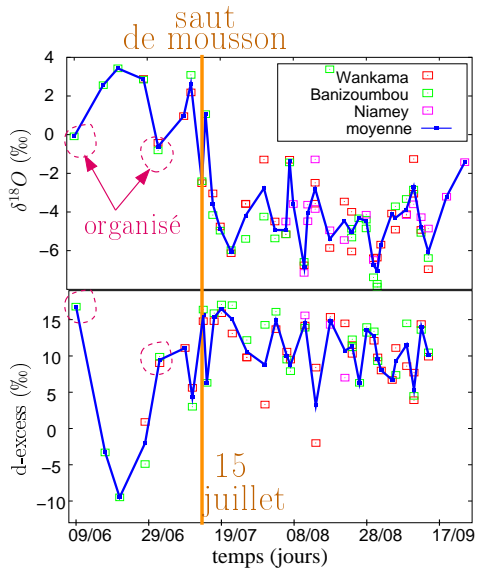 saut
de mousson
4
2
0
−2
−4
−6
δ¹⁸O (‰)
Wankama
Banizoumbou
Niamey
moyenne
organisé
15
10
5
0
−5
−10
d-excess (‰)
15
juillet
09/06 29/06 19/07 08/08 28/08 17/09
temps (jours)